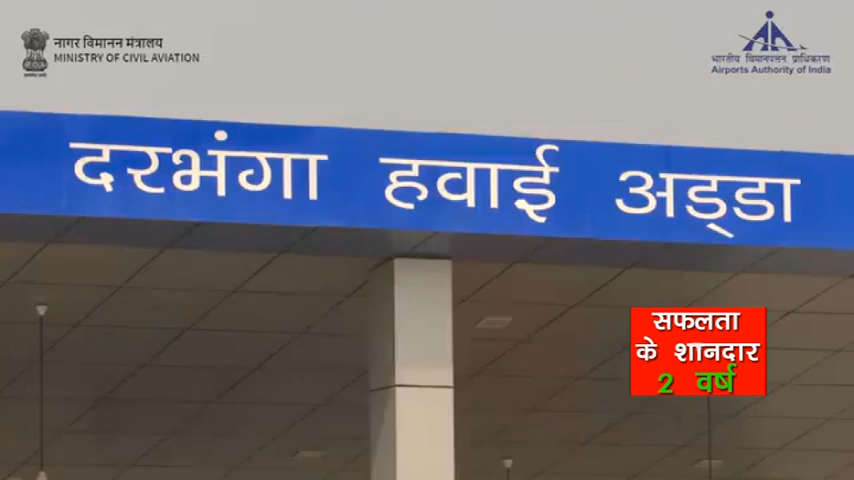 नागर विमानन मंत्रालय
MINISTRY OF CIVIL AVIATION
भारतीय विमानपत्तन प्राधिकरण
Airports Authority of India
दरभंगा हवाई अड्डा
सफलता
के शानदार
2 वर्ष